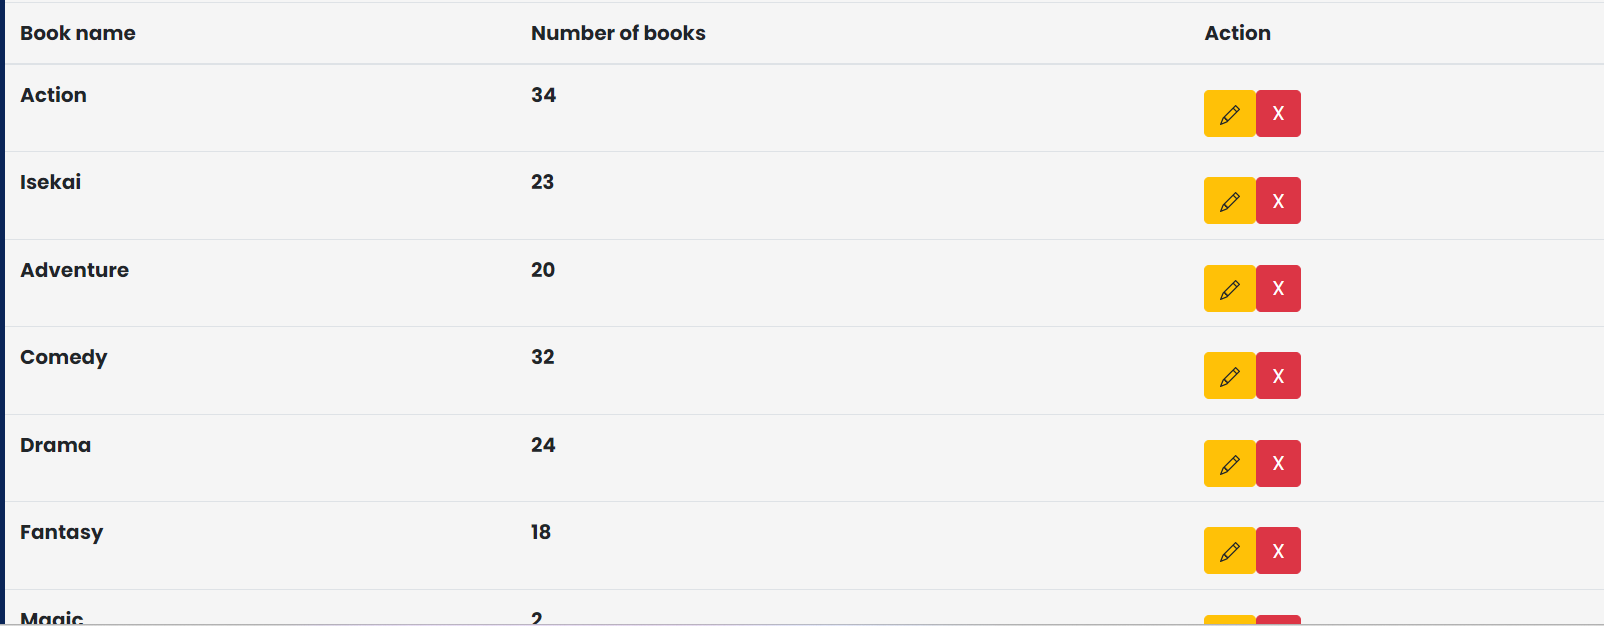 Book name Number of books Action
Action 34 X
Isekai 23 X
Adventure 20 X
Comedy 32 X
Drama 24 X
Fantasy 18 X
Magic 2